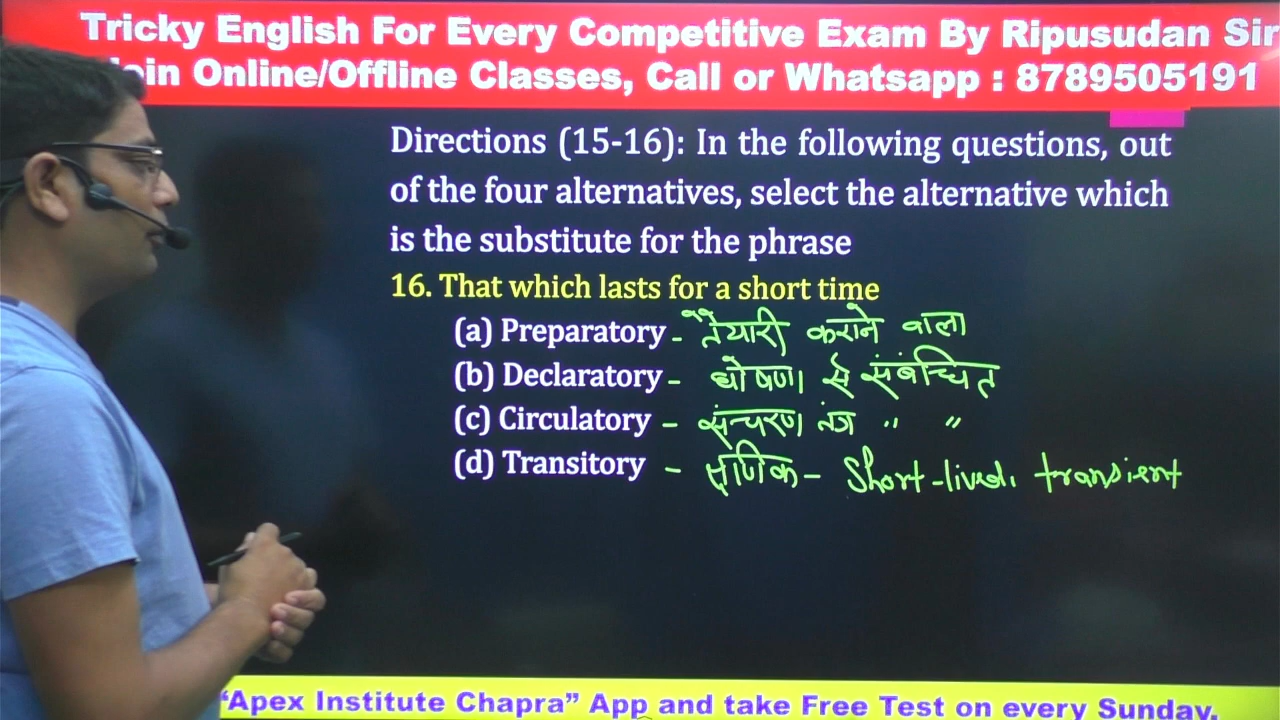 Tricky English For Every Competitive Exam By Ripusudan Sir
Join Online/Offline Classes, Call or Whatsapp : 8789505191
Directions (15-16): In the following questions, out
of the four alternatives, select the alternative which
is the substitute for the phrase
16. That which lasts for a short time
(a) Preparatory - तैयारी कराने वाला
(b) Declaratory - घोषणा से संबंधित
(c) Circulatory - संचरण तंत्र " "
(d) Transitory - क्षणिक - Short-lived, transient
“Apex Institute Chapra” App and take Free Test on every Sunday.